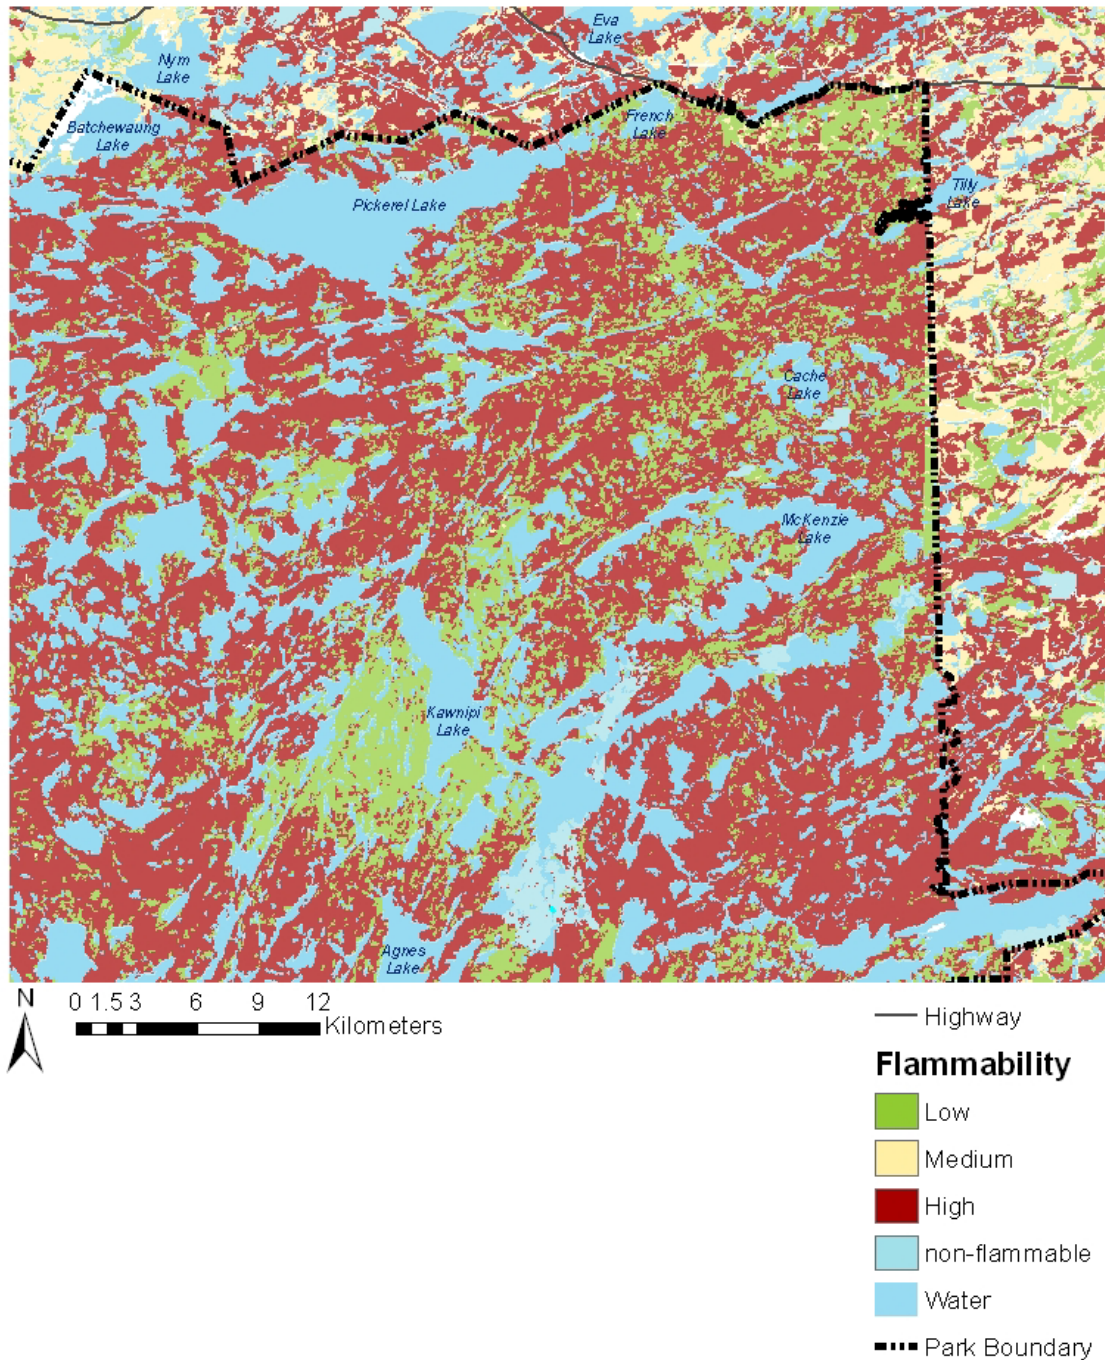 Eva
Lake
Nym
Lake
Batchewaung
Lake
French
Lake
Pickerel Lake
Tilly
Lake
Cache
Lake
McKenzie
Lake
Kawnipi
Lake
Agnes
Lake
N
0 1.5 3 6 9 12
Kilometers
Highway
Flammability
Low
Medium
High
non-flammable
Water
Park Boundary